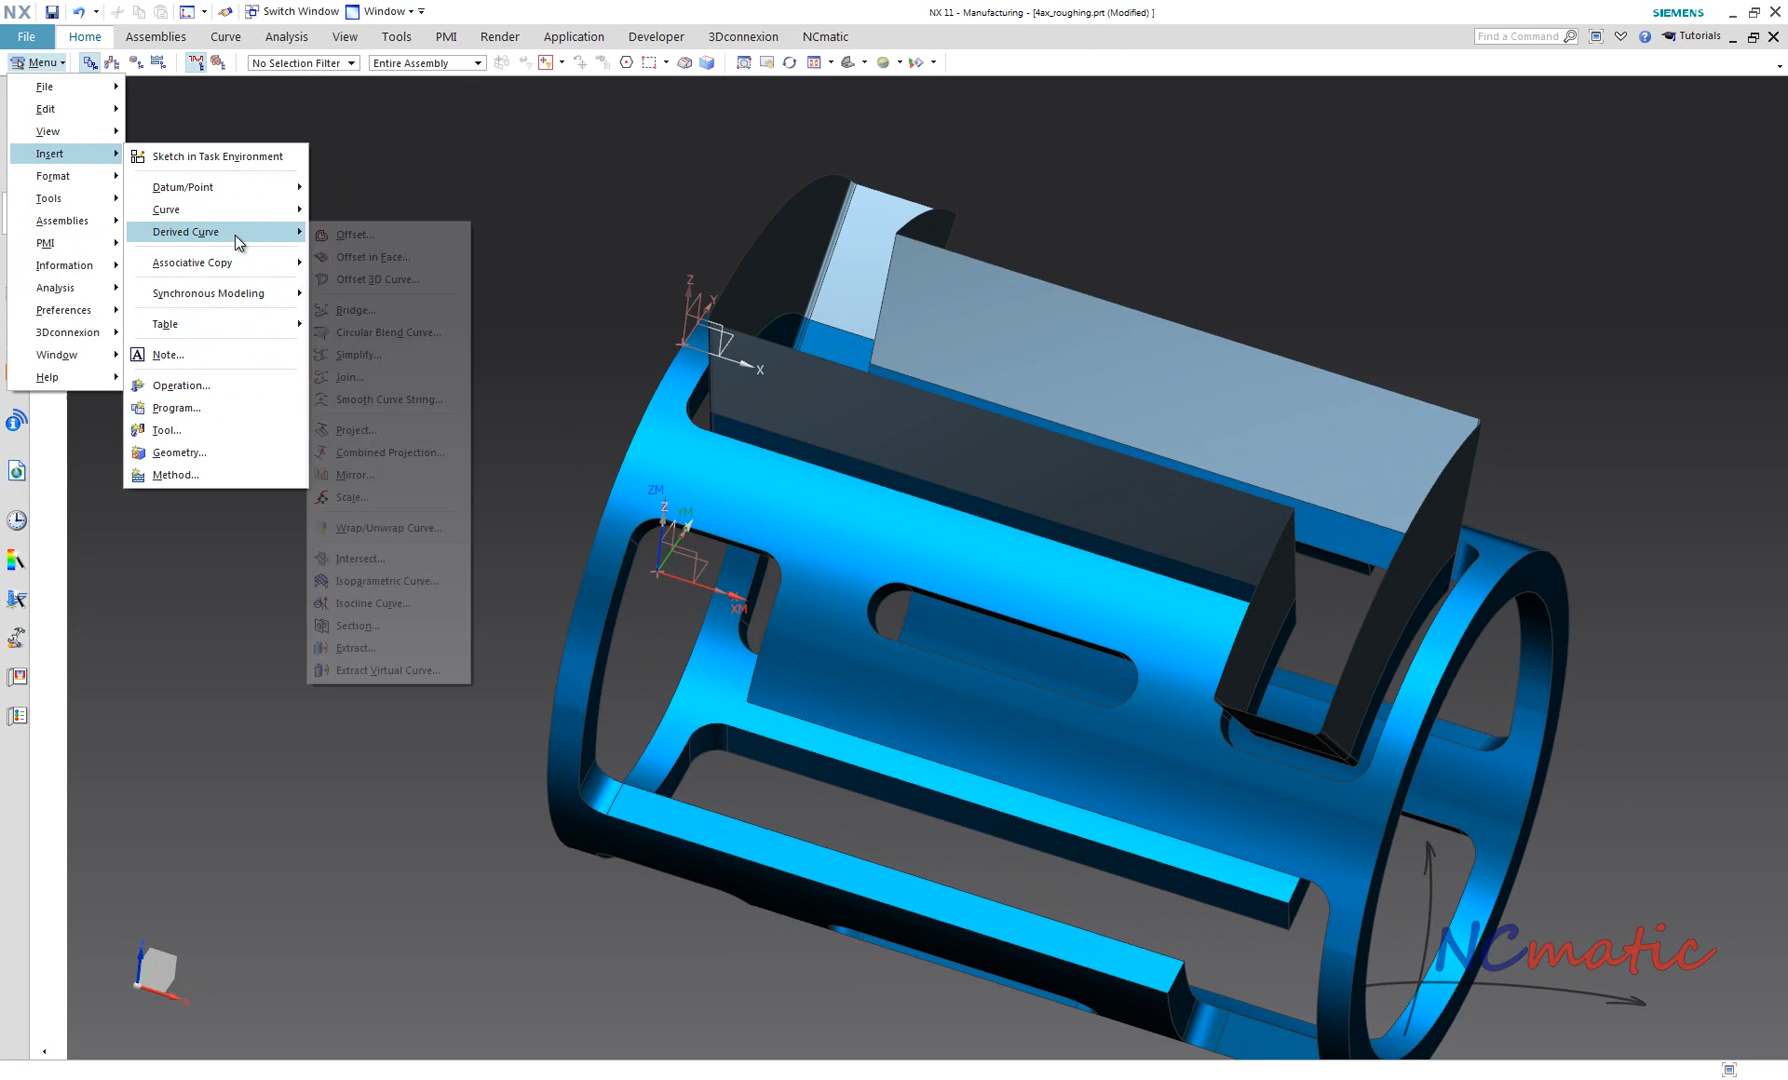 NX Switch Window Window NX 11 - Manufacturing - [4ax_roughing.prt (Modified) ] SIEMENS
File Home Assemblies Curve Analysis View Tools PMI Render Application Developer 3Dconnexion NCmatic Find a Command Tutorials
Menu No Selection Filter Entire Assembly
File
Edit
View
Insert
Format
Tools
Assemblies
PMI
Information
Analysis
Preferences
3Dconnexion
Window
Help
Sketch in Task Environment
Datum/Point
Curve
Derived Curve
Associative Copy
Synchronous Modeling
Table
A Note...
Operation...
Program...
Tool...
Geometry...
Method...
Offset...
Offset in Face...
Offset 3D Curve...
Bridge...
Circular Blend Curve...
Simplify...
Join...
Smooth Curve String...
Project...
Combined Projection...
Mirror...
Scale...
Wrap/Unwrap Curve...
Intersect...
Isoparametric Curve...
Isocline Curve...
Section...
Extract...
Extract Virtual Curve...
Z
Y
X
ZM
Z
YM
X
XM
X
NCmatic